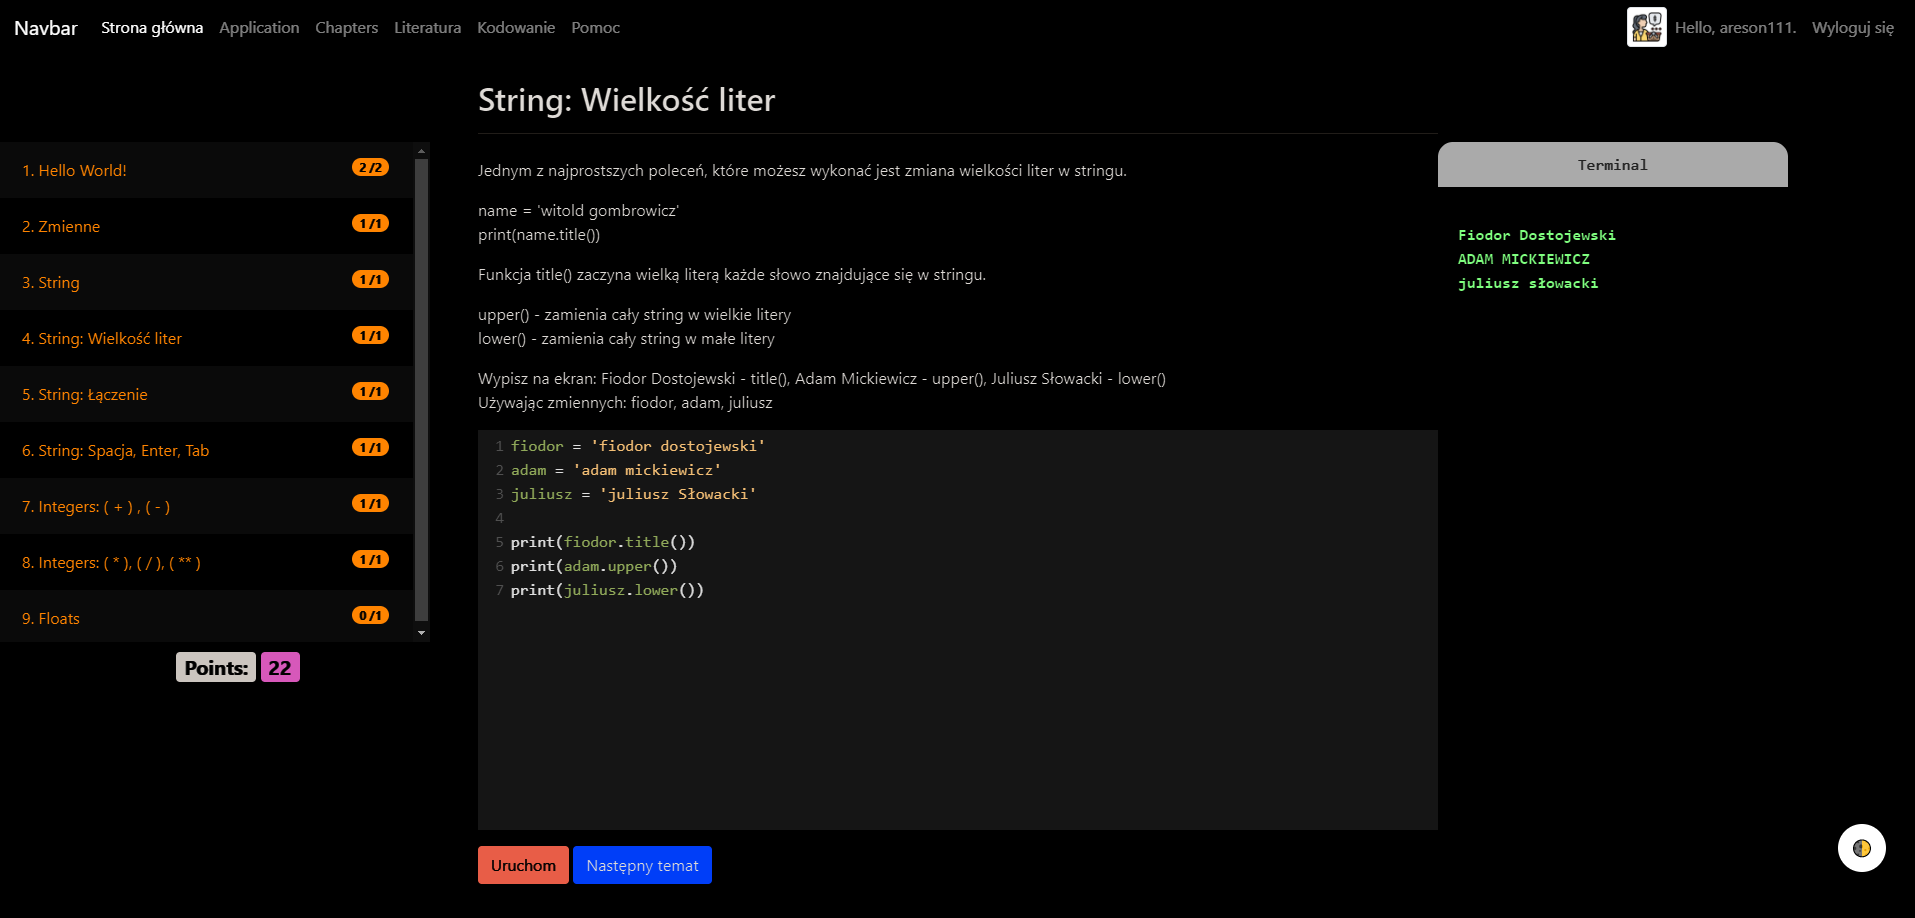 Navbar Strona główna Application Chapters Literatura Kodowanie Pomoc Hello, areson111. Wyloguj się
String: Wielkość liter
1. Hello World! 2 /2
2. Zmienne 1 /1
3. String 1 /1
4. String: Wielkość liter 1 /1
5. String: Łączenie 1 /1
6. String: Spacja, Enter, Tab 1 /1
7. Integers: ( + ) , ( - ) 1 /1
8. Integers: ( * ), ( / ), ( ** ) 1 /1
9. Floats 0 /1
Points: 22
Jednym z najprostszych poleceń, które możesz wykonać jest zmiana wielkości liter w stringu.
name = 'witold gombrowicz'
print(name.title())
Funkcja title() zaczyna wielką literą każde słowo znajdujące się w stringu.
upper() - zamienia cały string w wielkie litery
lower() - zamienia cały string w małe litery
Wypisz na ekran: Fiodor Dostojewski - title(), Adam Mickiewicz - upper(), Juliusz Słowacki - lower()
Używając zmiennych: fiodor, adam, juliusz
1 fiodor = 'fiodor dostojewski'
2 adam = 'adam mickiewicz'
3 juliusz = 'juliusz Słowacki'
4
5 print(fiodor.title())
6 print(adam.upper())
7 print(juliusz.lower())
Uruchom Następny temat
Terminal
Fiodor Dostojewski
ADAM MICKIEWICZ
juliusz słowacki